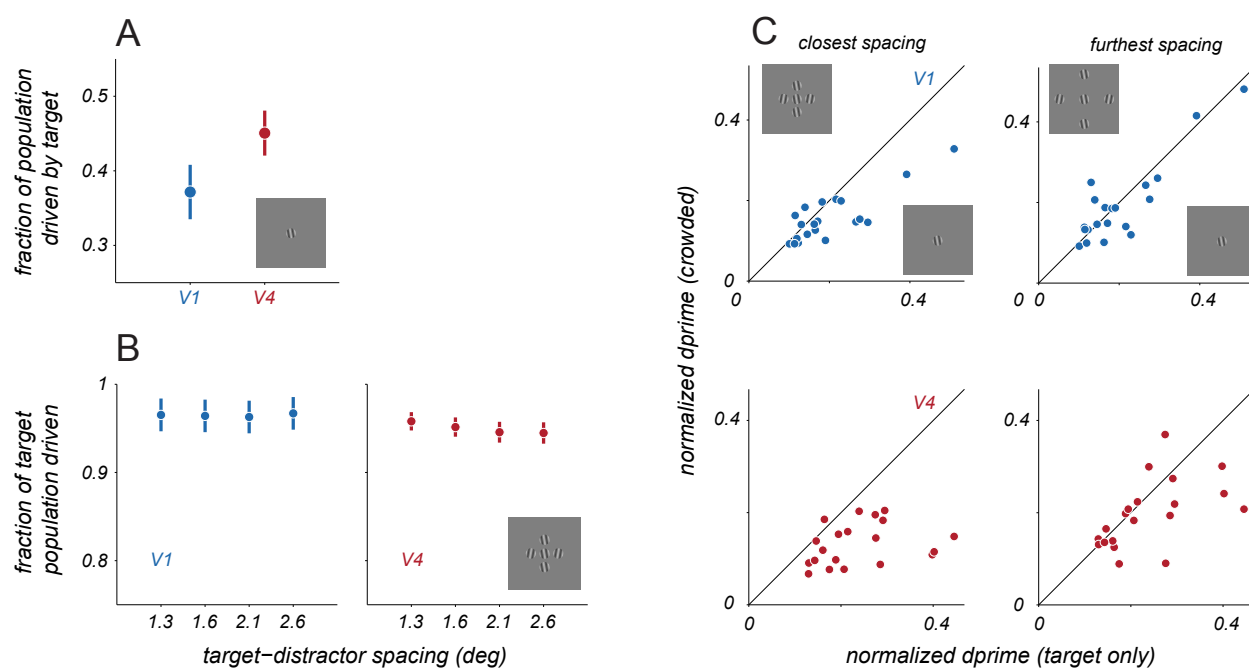 A
fraction of population
driven by target
0.5
0.4
0.3
V1
V4
B
fraction of target
population driven
1
0.9
0.8
V1
V4
1.3
1.6
2.1
2.6
1.3
1.6
2.1
2.6
target−distractor spacing (deg)
C
closest spacing
furthest spacing
normalized dprime (crowded)
V1
0.4
0
0
0.4
0.4
0
0
0.4
V4
0.4
0
0.4
0.4
0
0.4
normalized dprime (target only)